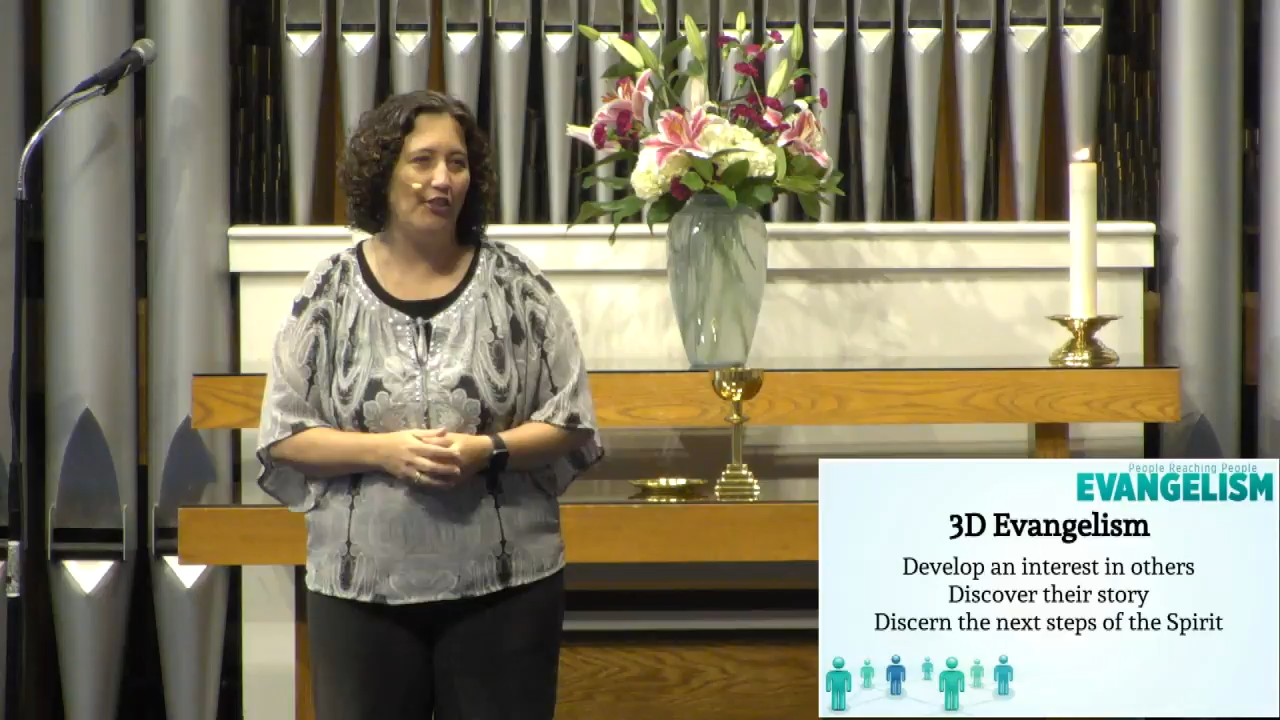 People Reaching People
EVANGELISM
3D Evangelism
Develop an interest in others
Discover their story
Discern the next steps of the Spirit